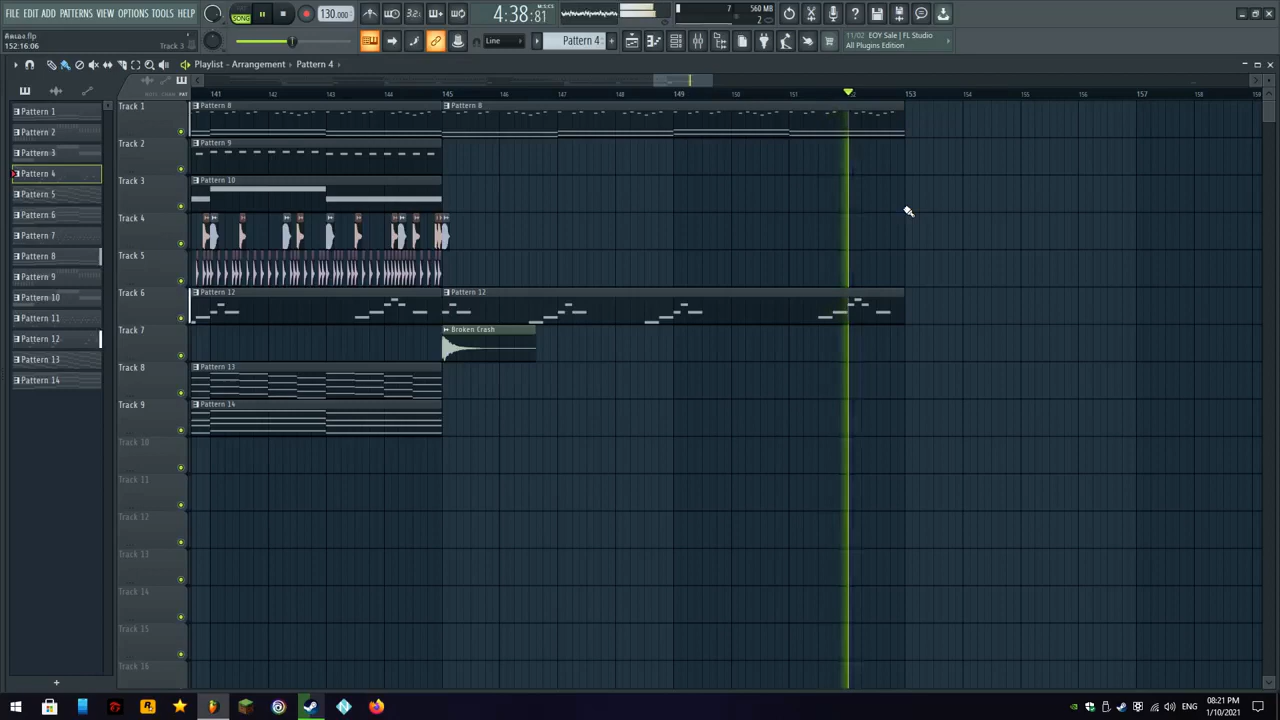 FILE EDIT ADD PATTERNS VIEW OPTIONS TOOLS HELP
SONG
130.000
4:38:81
M:S:CS
7
560 MB
2
Line
Pattern 4
11/02 EOY Sale | FL Studio
All Plugins Edition
152:16:06
Track 3
Playlist - Arrangement
Pattern 4
141 142 143 144 145 146 147 148 149 150 151 152 153 154 155 156 157 158
Pattern 1
Pattern 2
Pattern 3
Pattern 4
Pattern 5
Pattern 6
Pattern 7
Pattern 8
Pattern 9
Pattern 10
Pattern 11
Pattern 12
Pattern 13
Pattern 14
Track 1
Pattern 8
Pattern 8
Track 2
Pattern 9
Track 3
Pattern 10
Track 4
Track 5
Track 6
Pattern 12
Pattern 12
Track 7
Broken Crash
Track 8
Pattern 13
Track 9
Pattern 14
Track 10
Track 11
Track 12
Track 13
Track 14
Track 15
Track 16
ENG
08:21 PM
1/10/2021